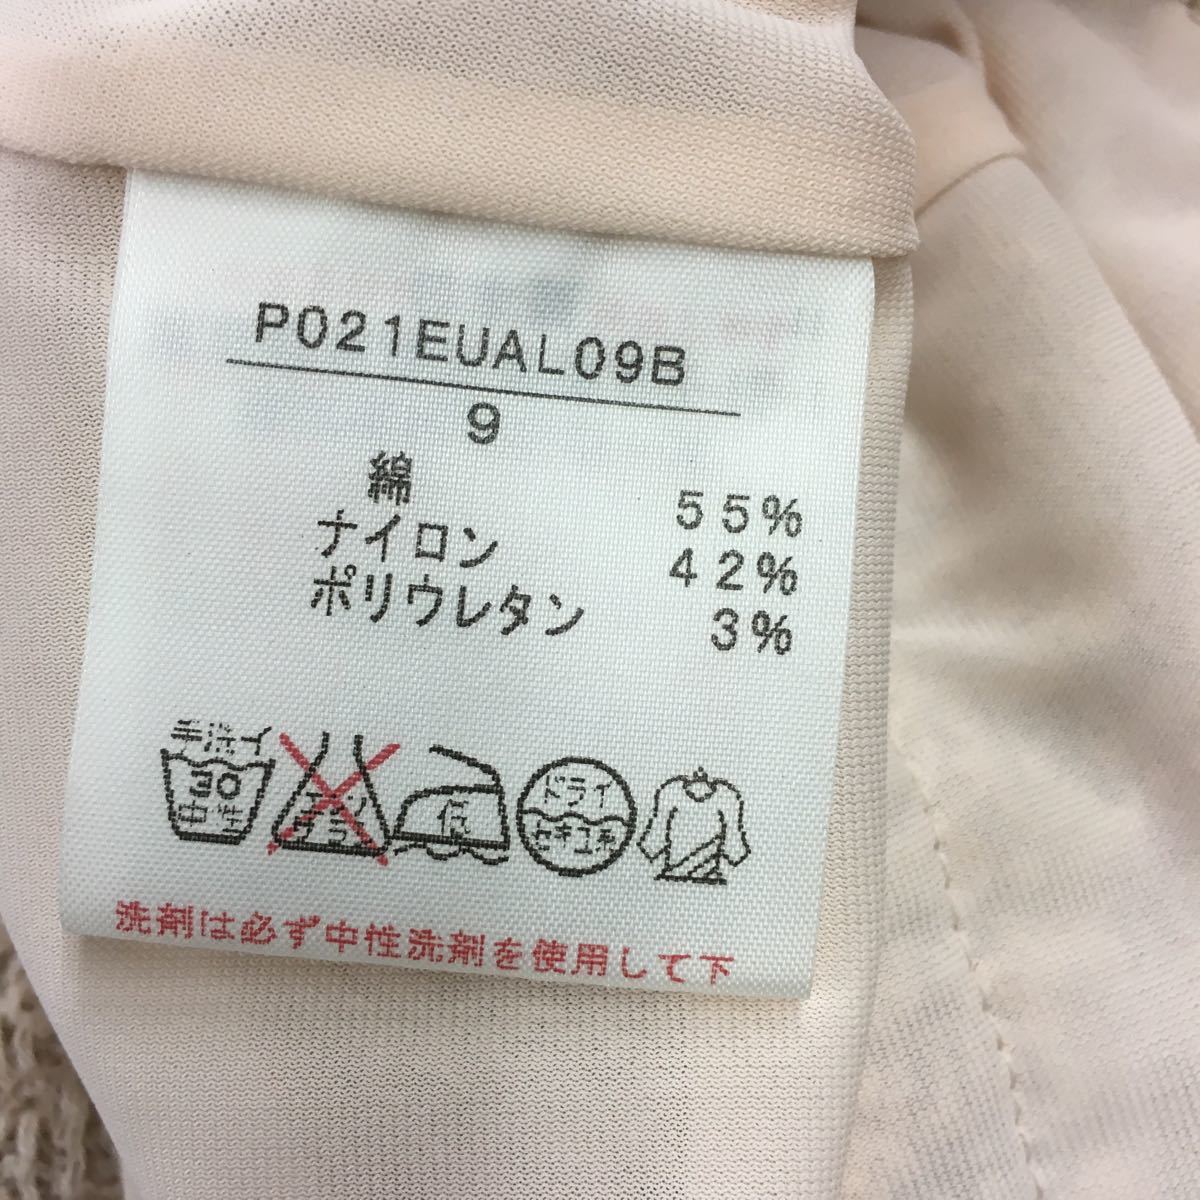 P021EUAL09B
9
綿 55%
ナイロン 42%
ポリウレタン 3%
手洗イ
30
中性
エンソ
サラシ
低
ドライ
セキユ系
洗剤は必ず中性洗剤を使用して下